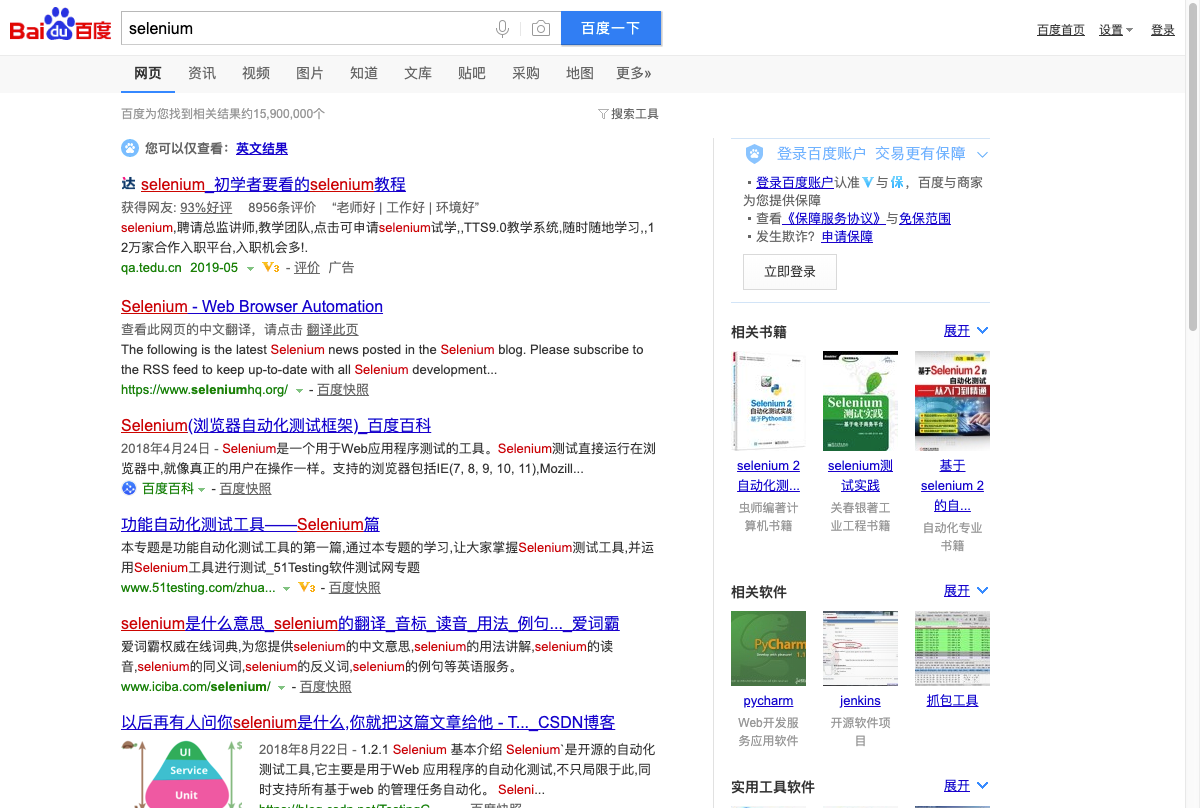 Bai du 百度
selenium
百度一下
百度首页 设置 登录
网页 资讯 视频 图片 知道 文库 贴吧 采购 地图 更多»
百度为您找到相关结果约15,900,000个
搜索工具
您可以仅查看：英文结果
达 selenium_初学者要看的selenium教程
获得网友: 93%好评 8956条评价 “老师好 | 工作好 | 环境好”
selenium,聘请总监讲师,教学团队,点击可申请selenium试学,,TTS9.0教学系统,随时随地学习,,1
2万家合作入职平台,入职机会多!.
qa.tedu.cn 2019-05 V3 - 评价 广告
Selenium - Web Browser Automation
查看此网页的中文翻译，请点击 翻译此页
The following is the latest Selenium news posted in the Selenium blog. Please subscribe to
the RSS feed to keep up-to-date with all Selenium development...
https://www.seleniumhq.org/ - 百度快照
Selenium(浏览器自动化测试框架)_百度百科
2018年4月24日 - Selenium是一个用于Web应用程序测试的工具。Selenium测试直接运行在浏
览器中,就像真正的用户在操作一样。支持的浏览器包括IE(7, 8, 9, 10, 11),Mozill...
百度百科 - 百度快照
功能自动化测试工具——Selenium篇
本专题是功能自动化测试工具的第一篇,通过本专题的学习,让大家掌握Selenium测试工具,并运
用Selenium工具进行测试_51Testing软件测试网专题
www.51testing.com/zhua... V3 - 百度快照
selenium是什么意思_selenium的翻译_音标_读音_用法_例句..._爱词霸
爱词霸权威在线词典,为您提供selenium的中文意思,selenium的用法讲解,selenium的读
音,selenium的同义词,selenium的反义词,selenium的例句等英语服务。
www.iciba.com/selenium/ - 百度快照
以后再有人问你selenium是什么,你就把这篇文章给他 - T..._CSDN博客
UI
Service
Unit
$
2018年8月22日 - 1.2.1 Selenium 基本介绍 Selenium`是开源的自动化
测试工具,它主要是用于Web 应用程序的自动化测试,不只局限于此,同
时支持所有基于web 的管理任务自动化。 Seleni...
登录百度账户 交易更有保障
·登录百度账户认准V与保，百度与商家
为您提供保障
·查看《保障服务协议》与免保范围
·发生欺诈？申请保障
立即登录
相关书籍 展开
Selenium 2
自动化测试实战
基于Python语言
Selenium
测试实践
基于电子商务平台
基于Selenium 2 的
自动化测试
——从入门到精通
selenium 2
自动化测...
虫师编著计
算机书籍
selenium测
试实践
关春银著工
业工程书籍
基于
selenium 2
的自...
自动化专业
书籍
相关软件 展开
PyCharm
pycharm
Web开发服
务应用软件
jenkins
开源软件项
目
抓包工具
实用工具软件 展开